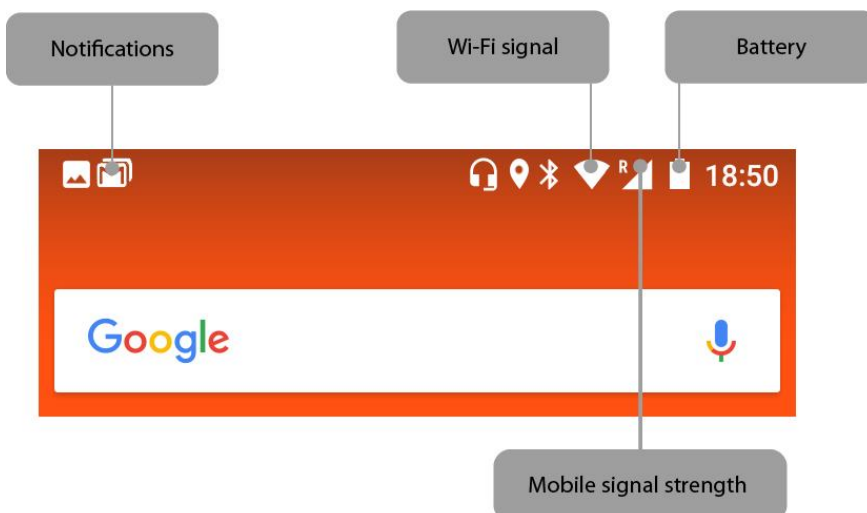 Notifications
Wi-Fi signal
Battery
R
18:50
Google
Mobile signal strength